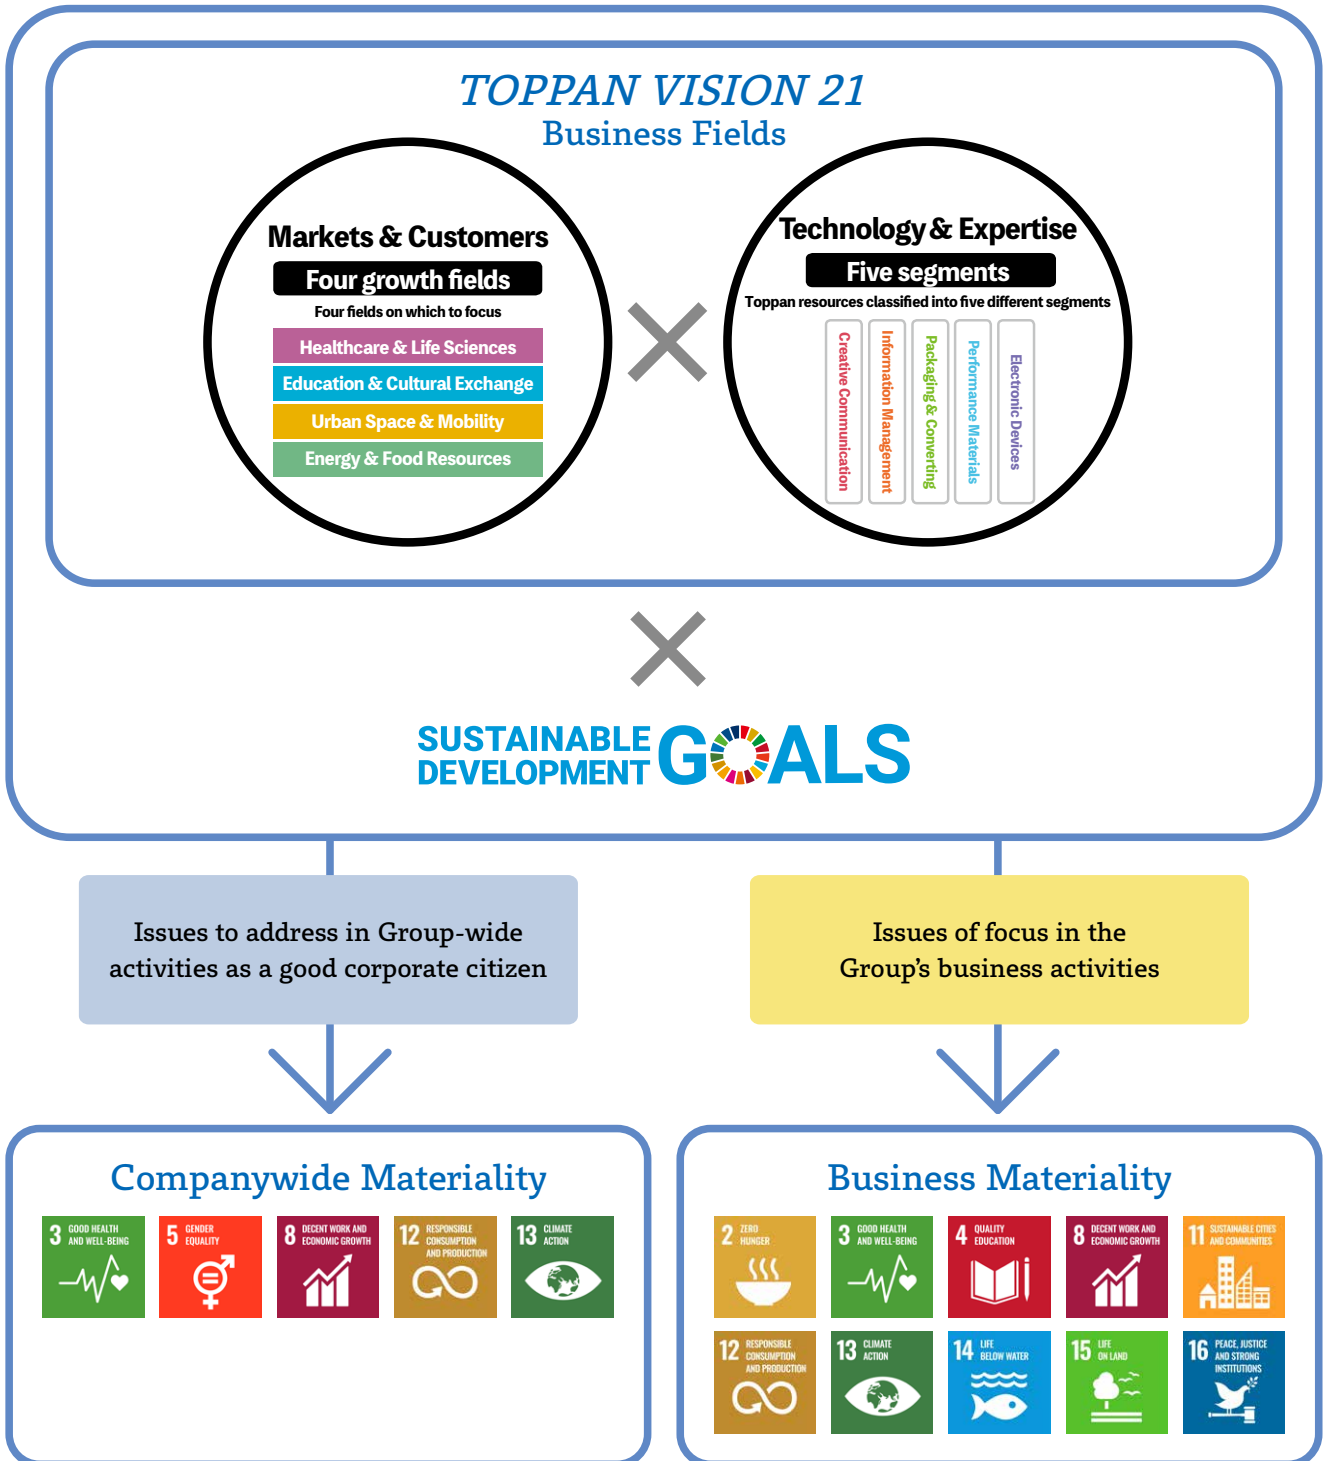 TOPPAN VISION 21
Business Fields
Markets & Customers
Four growth fields
Four fields on which to focus
Healthcare & Life Sciences
Education & Cultural Exchange
Urban Space & Mobility
Energy & Food Resources
Technology & Expertise
Five segments
Toppan resources classified into five different segments
Creative Communication
Information Management
Packaging & Converting
Performance Materials
Electronic Devices
SUSTAINABLE
DEVELOPMENT
GOALS
Issues to address in Group-wide
activities as a good corporate citizen
Issues of focus in the
Group's business activities
Companywide Materiality
3 GOOD HEALTH
AND WELL-BEING
5 GENDER
EQUALITY
8 DECENT WORK AND
ECONOMIC GROWTH
12 RESPONSIBLE
CONSUMPTION
AND PRODUCTION
13 CLIMATE
ACTION
Business Materiality
2 ZERO
HUNGER
3 GOOD HEALTH
AND WELL-BEING
4 QUALITY
EDUCATION
8 DECENT WORK AND
ECONOMIC GROWTH
11 SUSTAINABLE CITIES
AND COMMUNITIES
12 RESPONSIBLE
CONSUMPTION
AND PRODUCTION
13 CLIMATE
ACTION
14 LIFE
BELOW WATER
15 LIFE
ON LAND
16 PEACE, JUSTICE
AND STRONG
INSTITUTIONS